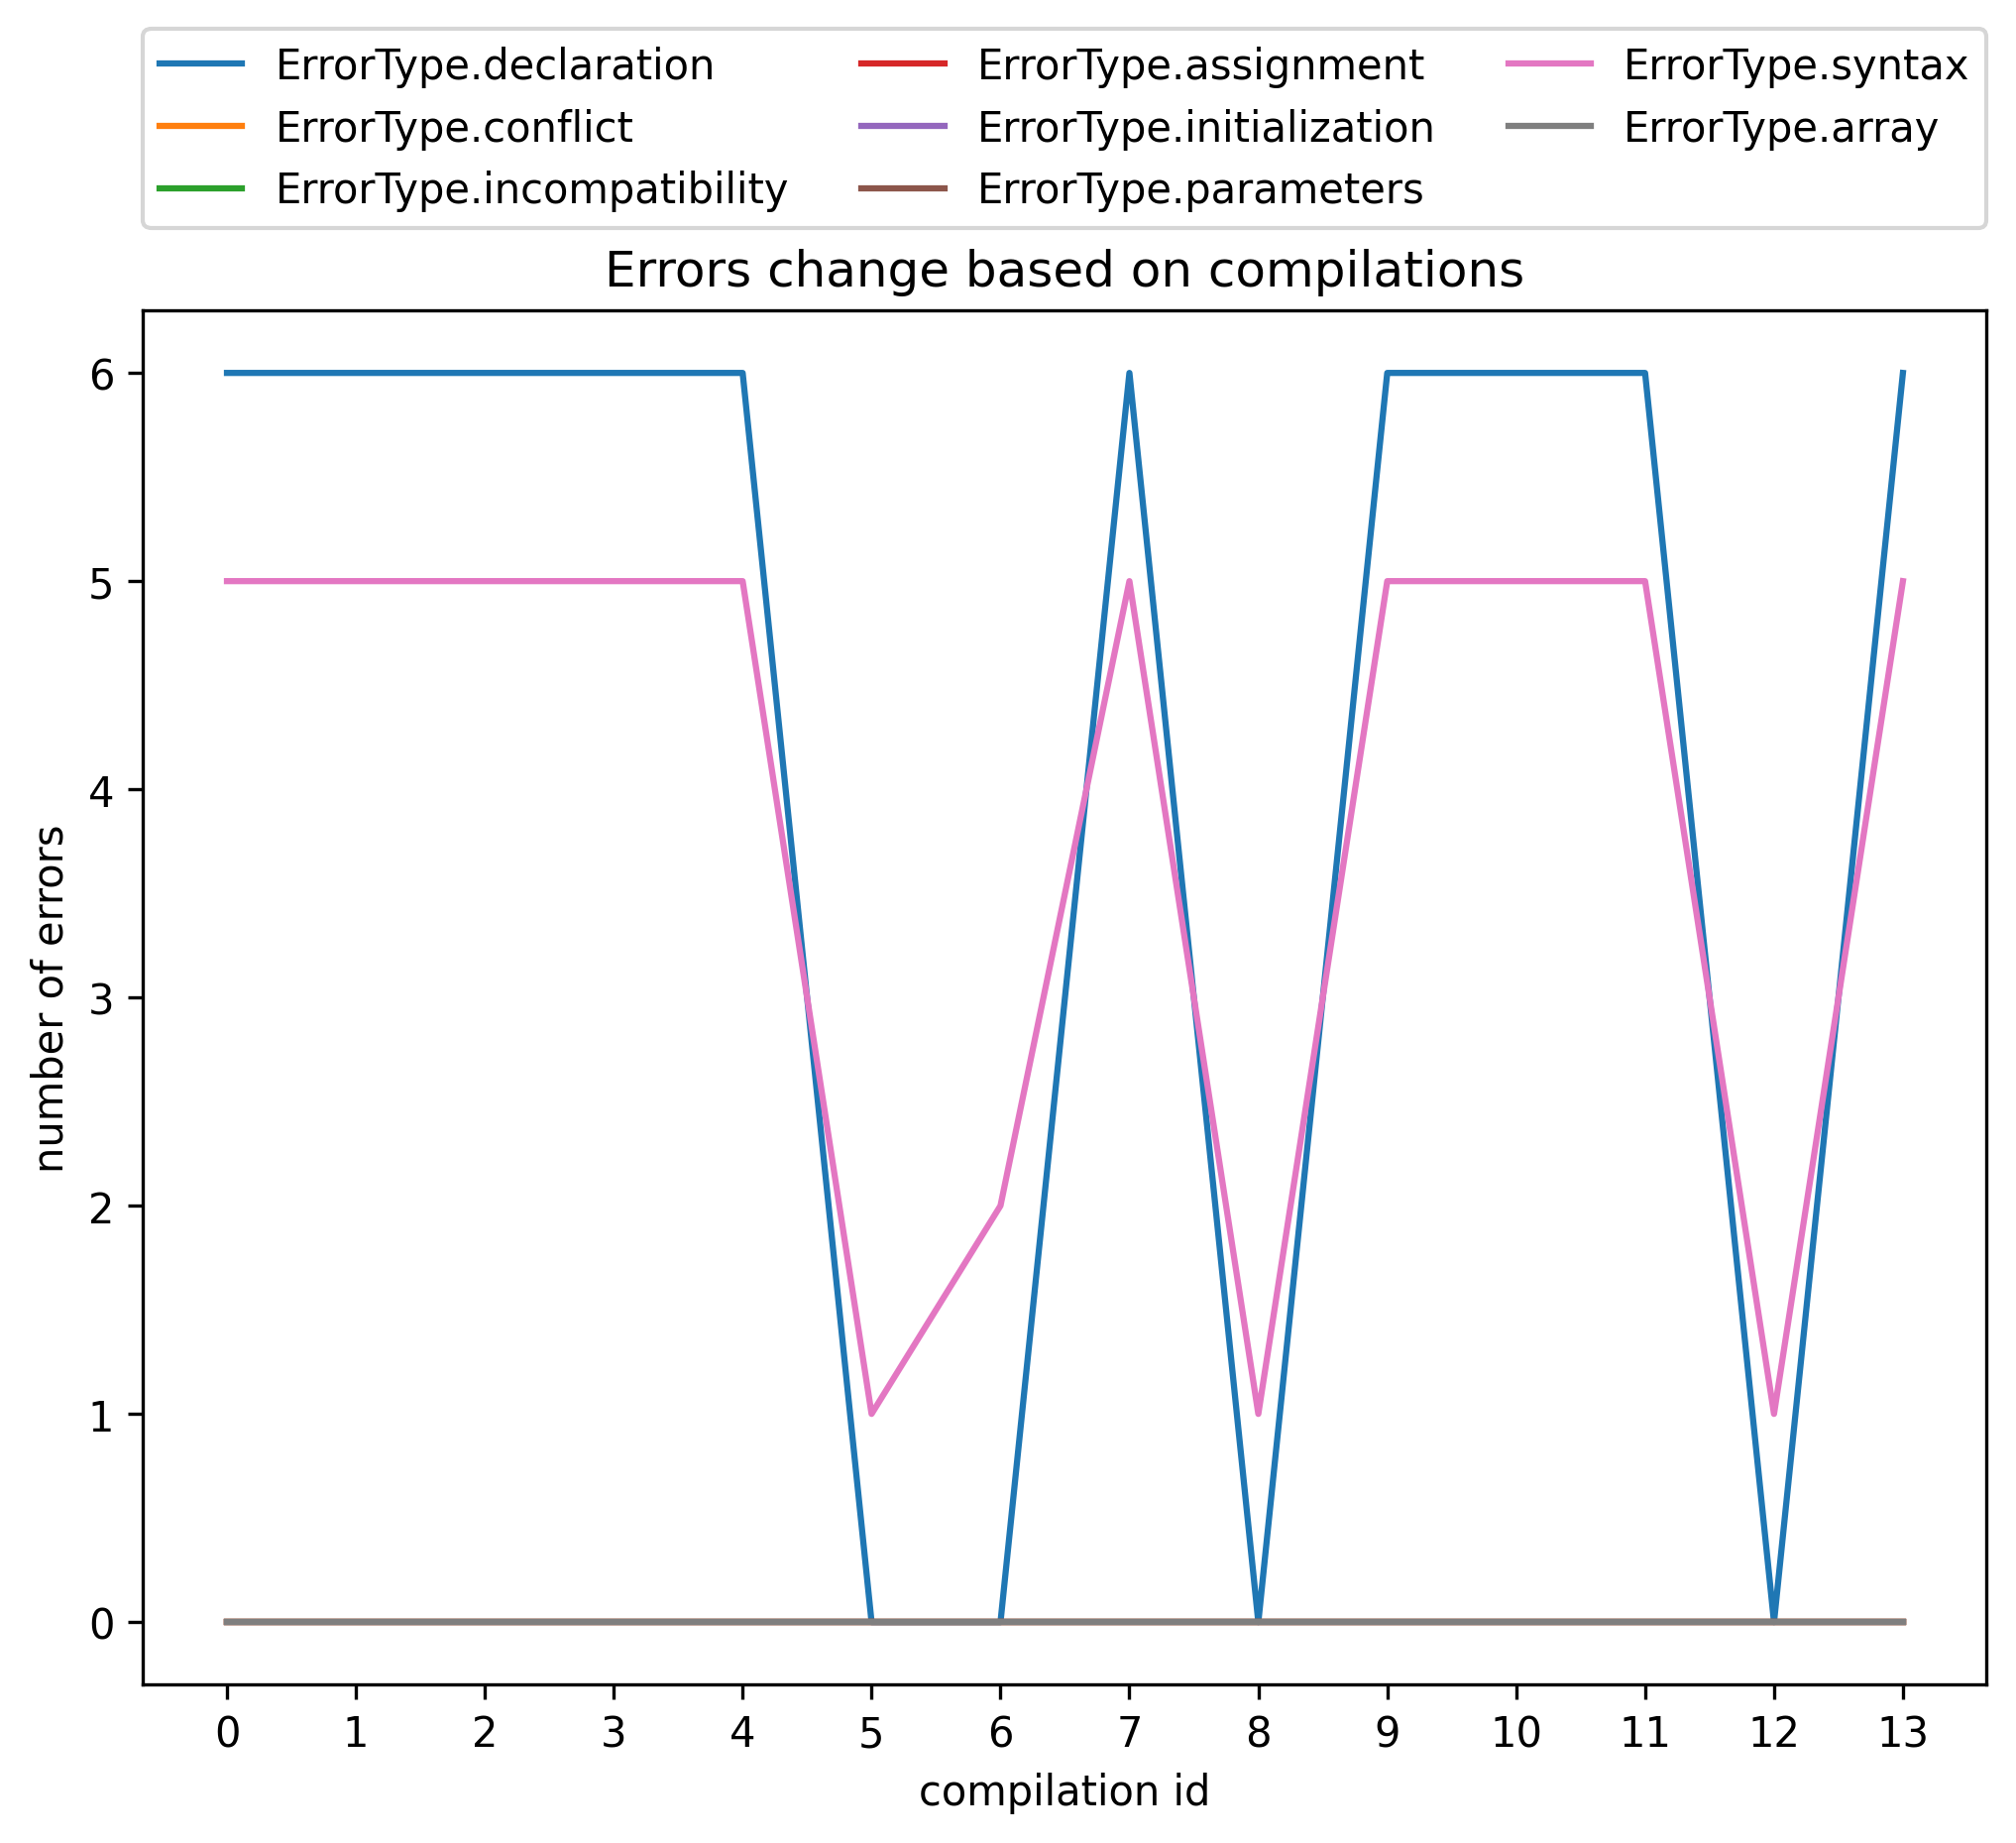 ErrorType.declaration
ErrorType.conflict
ErrorType.incompatibility
ErrorType.assignment
ErrorType.initialization
ErrorType.parameters
ErrorType.syntax
ErrorType.array
Errors change based on compilations
number of errors
6
5
4
3
2
1
0
0 1 2 3 4 5 6 7 8 9 10 11 12 13
compilation id